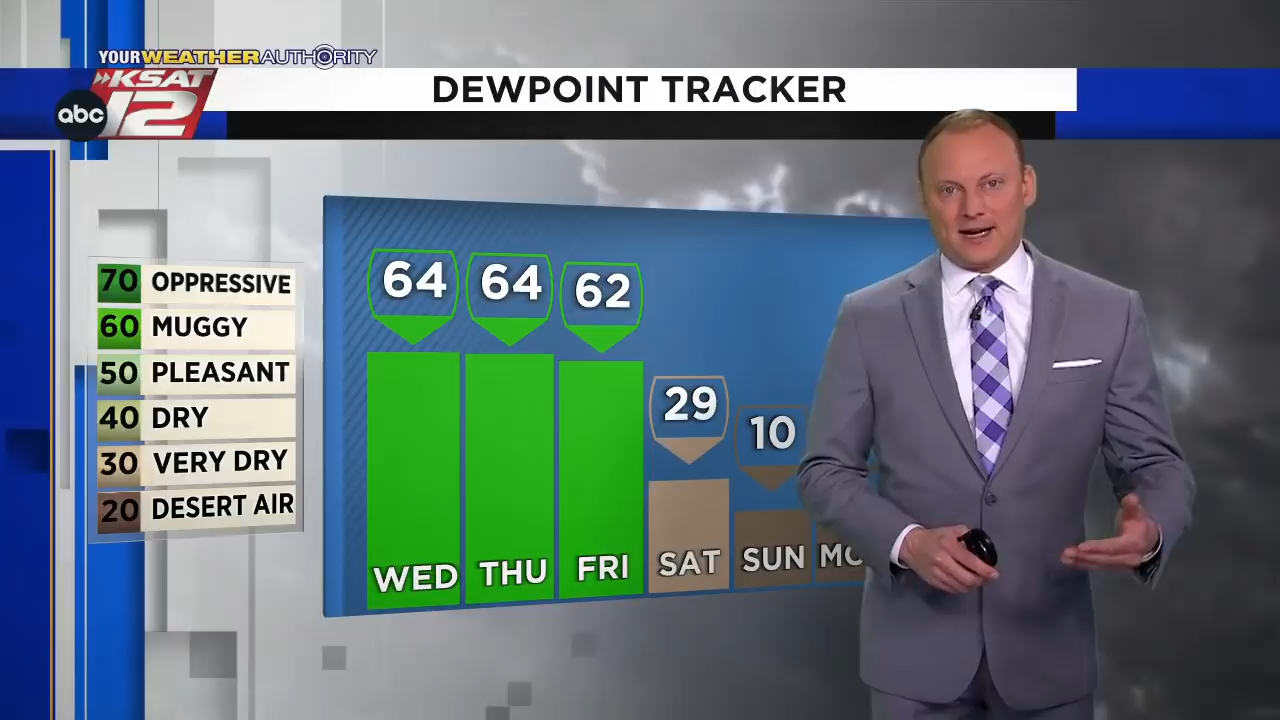 YOUR WEATHER AUTHORITY
KSAT
abc 12
DEWPOINT TRACKER
70 OPPRESSIVE
60 MUGGY
50 PLEASANT
40 DRY
30 VERY DRY
20 DESERT AIR
64 64 62 29 10
WED THU FRI SAT SUN